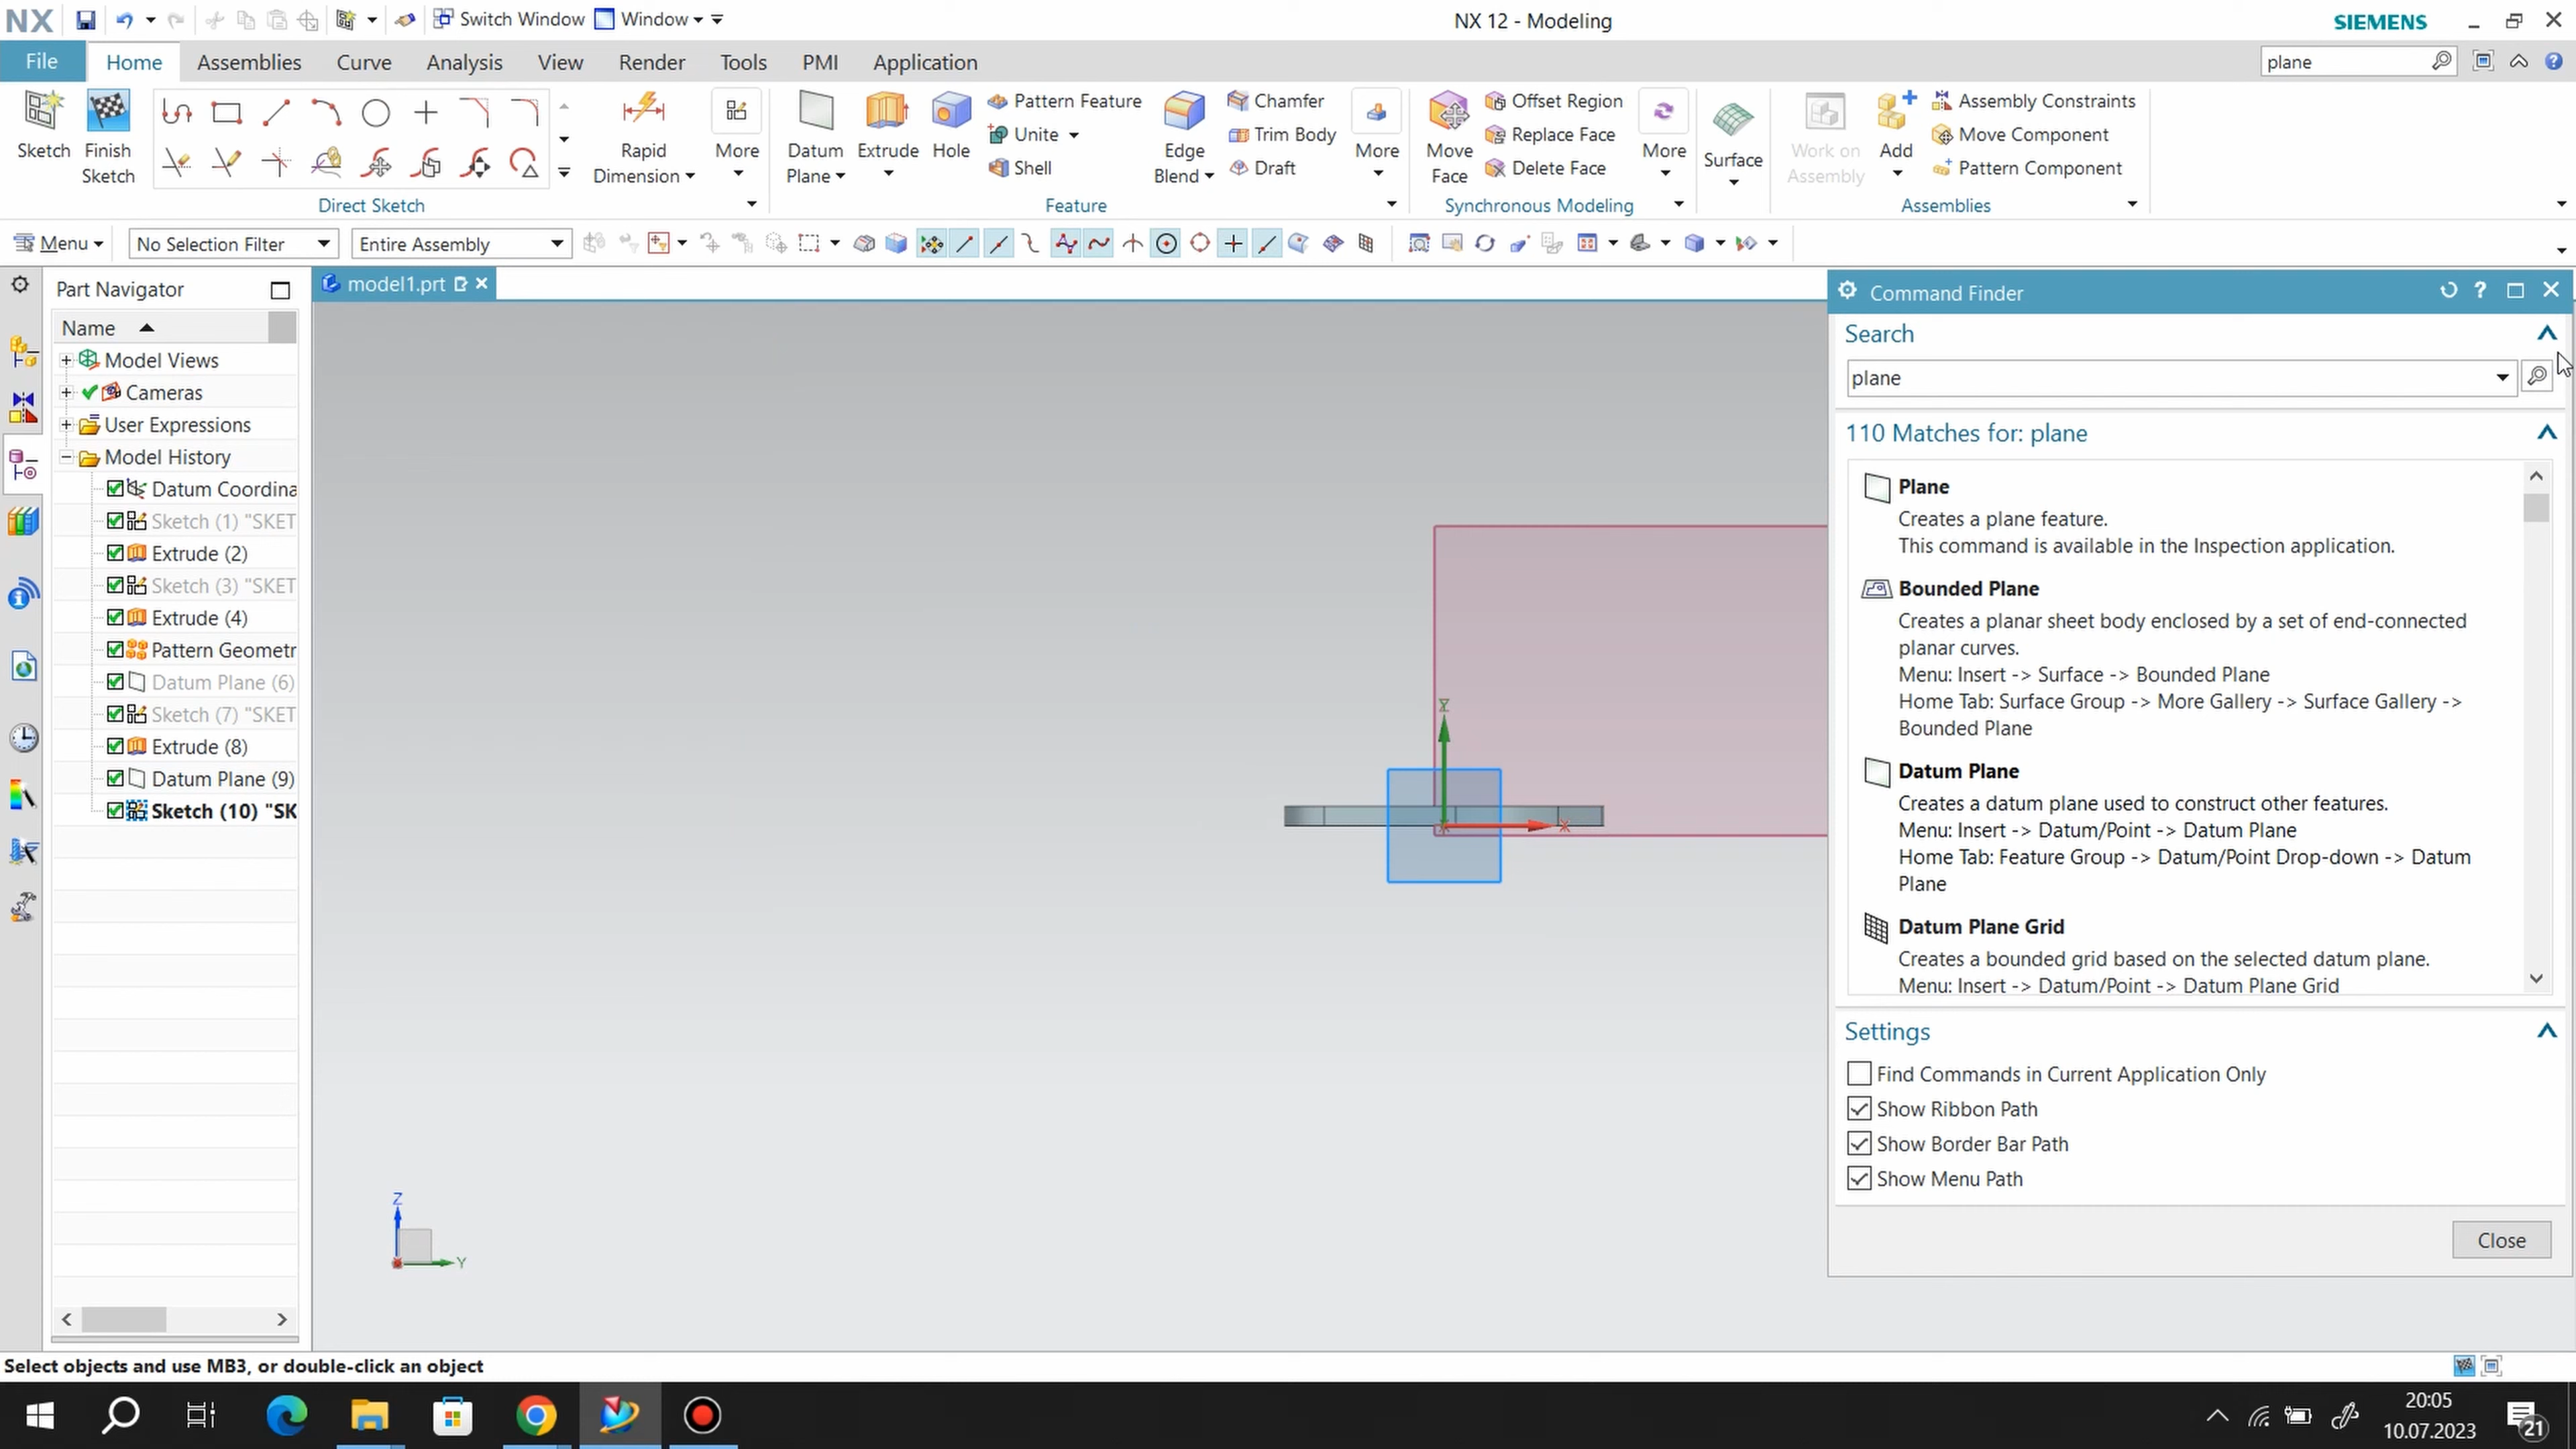 NX
Switch Window
Window
NX 12 - Modeling
SIEMENS
File
Home
Assemblies
Curve
Analysis
View
Render
Tools
PMI
Application
plane
Sketch
Finish
Sketch
Rapid
Dimension
More
Datum
Plane
Extrude
Hole
Pattern Feature
Unite
Shell
Edge
Blend
Chamfer
Trim Body
Draft
More
Move
Face
Offset Region
Replace Face
Delete Face
More
Surface
Work on
Assembly
Add
Assembly Constraints
Move Component
Pattern Component
Direct Sketch
Feature
Synchronous Modeling
Assemblies
Menu
No Selection Filter
Entire Assembly
Part Navigator
model1.prt
Name
Model Views
Cameras
User Expressions
Model History
Datum Coordina
Sketch (1) "SKET
Extrude (2)
Sketch (3) "SKET
Extrude (4)
Pattern Geometr
Datum Plane (6)
Sketch (7) "SKET
Extrude (8)
Datum Plane (9)
Sketch (10) "SK
X
Z
Y
Command Finder
Search
plane
110 Matches for: plane
Plane
Creates a plane feature.
This command is available in the Inspection application.
Bounded Plane
Creates a planar sheet body enclosed by a set of end-connected
planar curves.
Menu: Insert -> Surface -> Bounded Plane
Home Tab: Surface Group -> More Gallery -> Surface Gallery ->
Bounded Plane
Datum Plane
Creates a datum plane used to construct other features.
Menu: Insert -> Datum/Point -> Datum Plane
Home Tab: Feature Group -> Datum/Point Drop-down -> Datum
Plane
Datum Plane Grid
Creates a bounded grid based on the selected datum plane.
Menu: Insert -> Datum/Point -> Datum Plane Grid
Settings
Find Commands in Current Application Only
Show Ribbon Path
Show Border Bar Path
Show Menu Path
Close
Select objects and use MB3, or double-click an object
20:05
10.07.2023
21